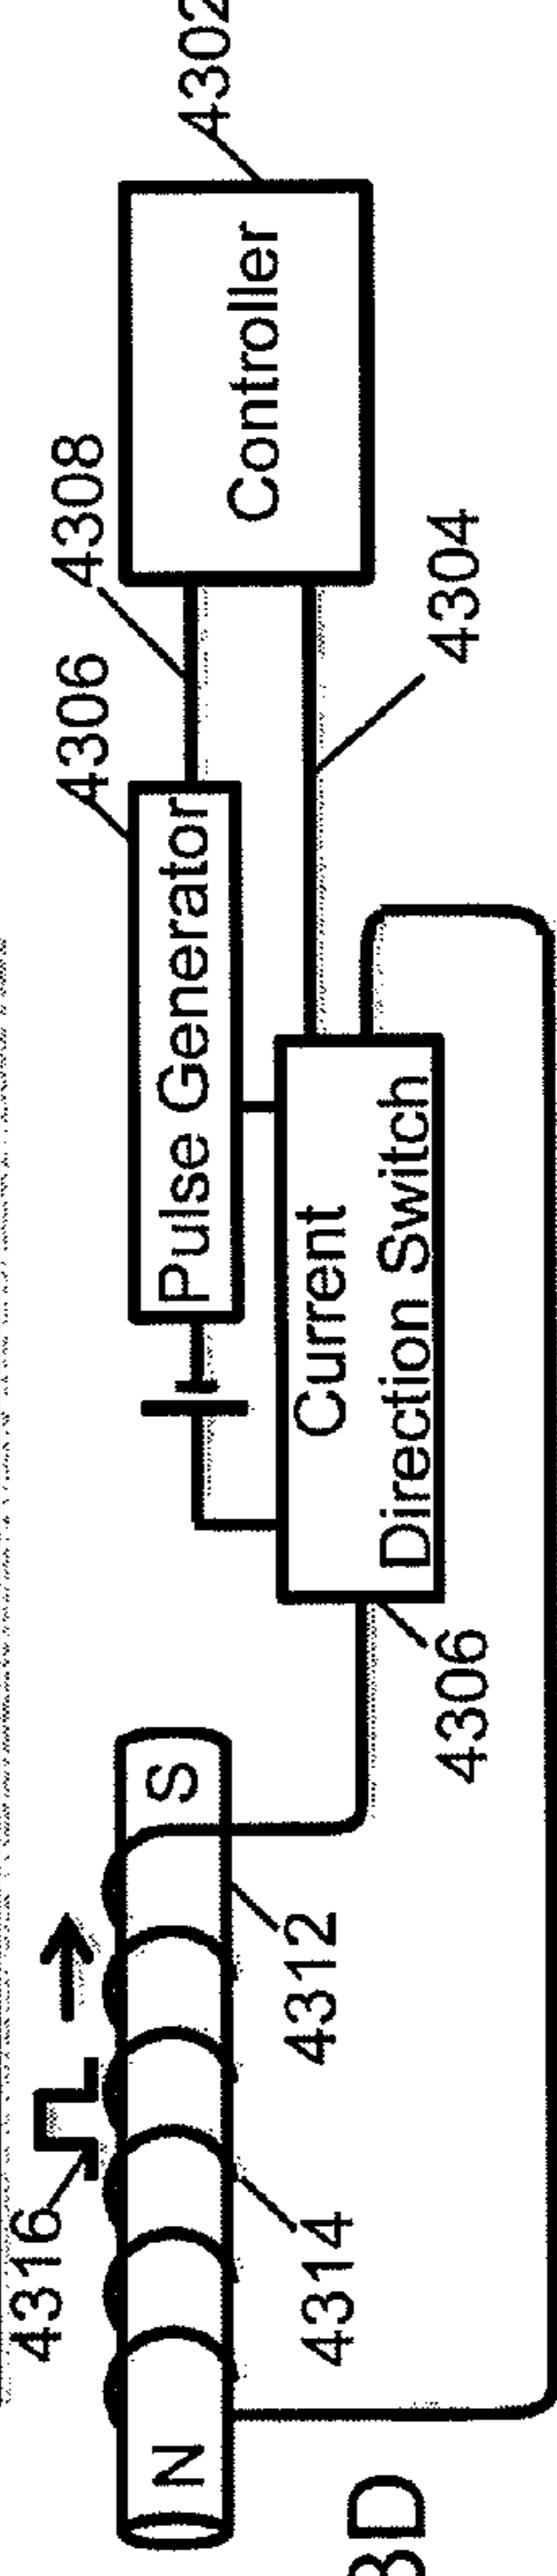 4316
N
S
4314
4312
Pulse Generator
4306
4308
Current
Direction Switch
4306
4304
Controller
4302
3D